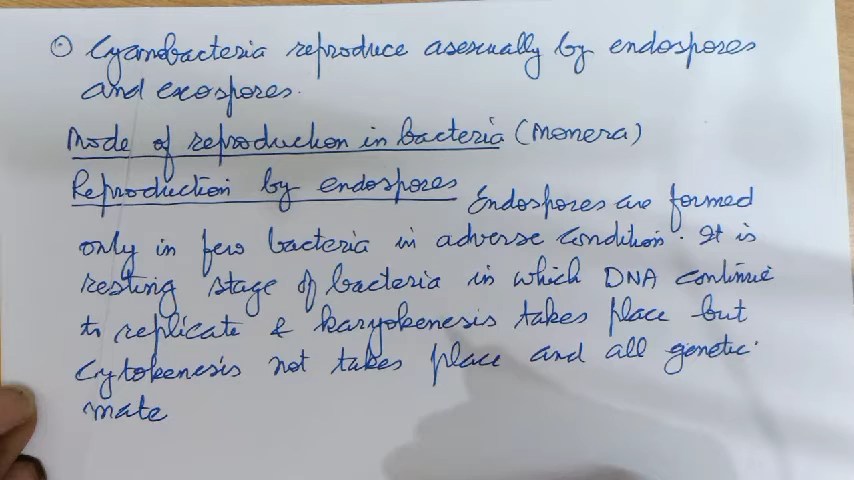 ⊙ Cyanobacteria reproduce asexually by endospores
and exospores.
Mode of reproduction in bacteria (Monera)
Reproduction by endospores Endospores are formed
only in few bacteria in adverse condition. It is
resting stage of bacteria in which DNA continue
to replicate & karyokenesis takes place but
Cytokenesis not takes place and all genetic
mate